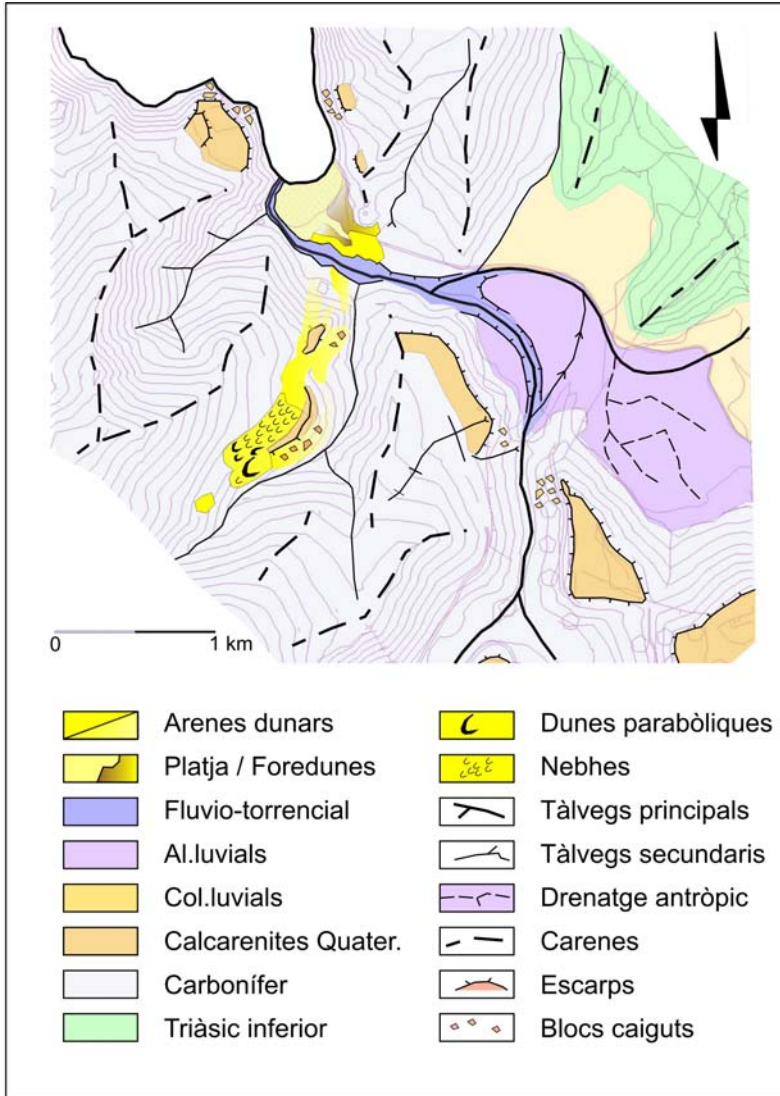 0 1 km
Arenes dunars
Platja / Foredunes
Fluvio-torrencial
Al.luvials
Col.luvials
Calcarenites Quater.
Carbonífer
Triàsic inferior
Dunes parabòliques
Nebhes
Tàlvegs principals
Tàlvegs secundaris
Drenatge antròpic
Carenes
Escarps
Blocs caiguts